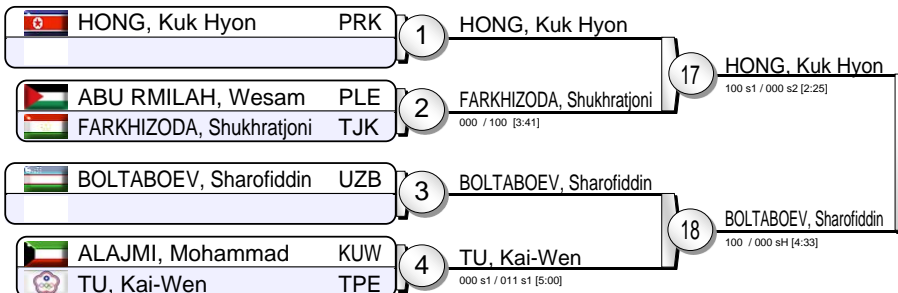 HONG, Kuk Hyon PRK
1
HONG, Kuk Hyon
ABU RMILAH, Wesam PLE
FARKHIZODA, Shukhratjoni TJK
2
FARKHIZODA, Shukhratjoni
000 / 100 [3:41]
17
HONG, Kuk Hyon
100 s1 / 000 s2 [2:25]
BOLTABOEV, Sharofiddin UZB
3
BOLTABOEV, Sharofiddin
ALAJMI, Mohammad KUW
TU, Kai-Wen TPE
4
TU, Kai-Wen
000 s1 / 011 s1 [5:00]
18
BOLTABOEV, Sharofiddin
100 / 000 sH [4:33]